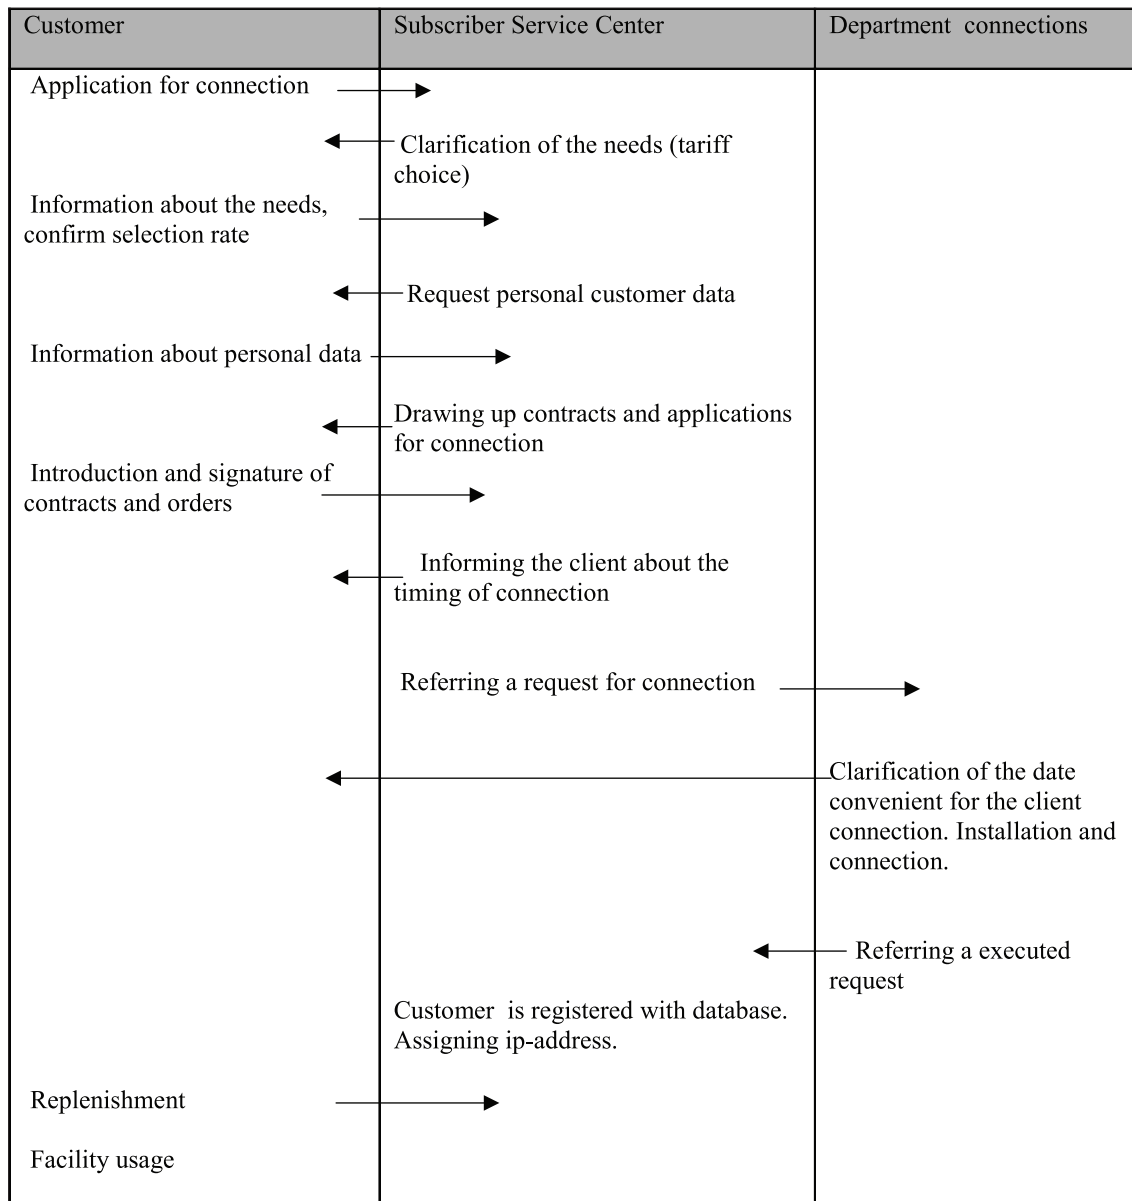 Customer
Subscriber Service Center
Department connections
Application for connection
Clarification of the needs (tariff
choice)
Information about the needs,
confirm selection rate
Request personal customer data
Information about personal data
Drawing up contracts and applications
for connection
Introduction and signature of
contracts and orders
Informing the client about the
timing of connection
Referring a request for connection
Clarification of the date
convenient for the client
connection. Installation and
connection.
Referring a executed
request
Customer is registered with database.
Assigning ip-address.
Replenishment
Facility usage